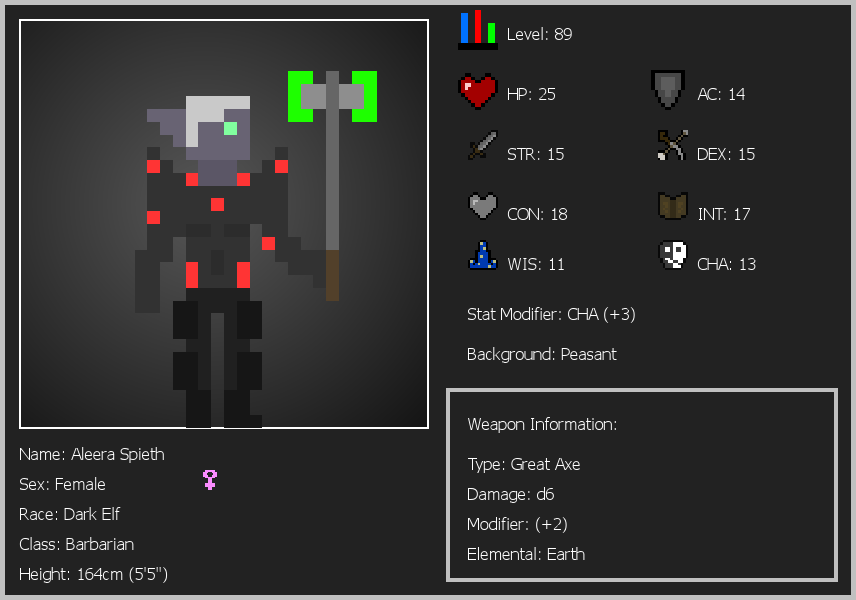 Level: 89
HP: 25
AC: 14
STR: 15
DEX: 15
CON: 18
INT: 17
WIS: 11
CHA: 13
Stat Modifier: CHA (+3)
Background: Peasant
Weapon Information:
Type: Great Axe
Damage: d6
Modifier: (+2)
Elemental: Earth
Name: Aleera Spieth
Sex: Female
Race: Dark Elf
Class: Barbarian
Height: 164cm (5'5")